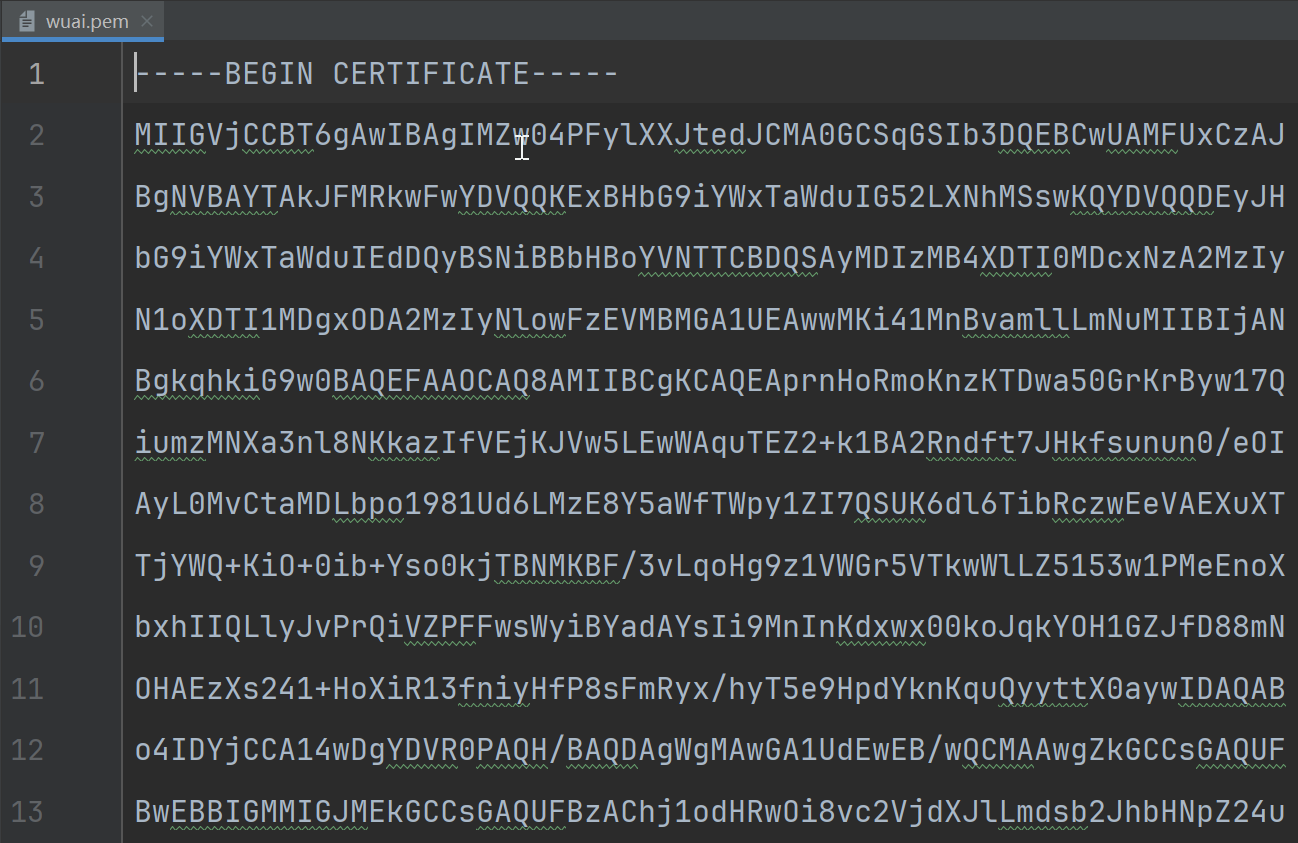 wuai.pem
1 -----BEGIN CERTIFICATE-----
2 MIIGVjCCBT6gAwIBAgIMZw04PFylXXJtedJCMA0GCSqGSIb3DQEBCwUAMFUxCzAJ
3 BgNVBAYTAkJFMRkwFwYDVQQKExBHbG9iYWxTaWduIG52LXNhMSswKQYDVQQDEyJH
4 bG9iYWxTaWduIEdDQyBSNiBBbHBoYVNTTCBDQSAyMDIzMB4XDTI0MDcxNzA2MzIy
5 N1oXDTI1MDgxODA2MzIyNlowFzEVMBMGA1UEAwwMKi41MnBvamllLmNuMIIBIjAN
6 BgkqhkiG9w0BAQEFAAOCAQ8AMIIBCgKCAQEAprnHoRmoKnzKTDwa50GrKrByw17Q
7 iumzMNXa3nl8NKkazIfVEjKJVw5LEwWAquTEZ2+k1BA2Rndft7JHkfsunun0/eOI
8 AyL0MvCtaMDLbpo1981Ud6LMzE8Y5aWfTWpy1ZI7QSUK6dl6TibRczwEeVAEXuXT
9 TjYWQ+KiO+0ib+Yso0kjTBNMKBF/3vLqoHg9z1VWGr5VTkwWlLZ5153w1PMeEnoX
10 bxhIIQLlyJvPrQiVZPFFwsWyiBYadAYsIi9MnInKdxwx00koJqkYOH1GZJfD88mN
11 OHAEzXs241+HoXiR13fniyHfP8sFmRyx/hyT5e9HpdYknKquQyyttX0aywIDAQAB
12 o4IDYjCCA14wDgYDVR0PAQH/BAQDAgWgMAwGA1UdEwEB/wQCMAAwgZkGCCsGAQUF
13 BwEBBIGMMIGJMEkGCCsGAQUFBzAChj1odHRwOi8vc2VjdXJlLmdsb2JhbHNpZ24u